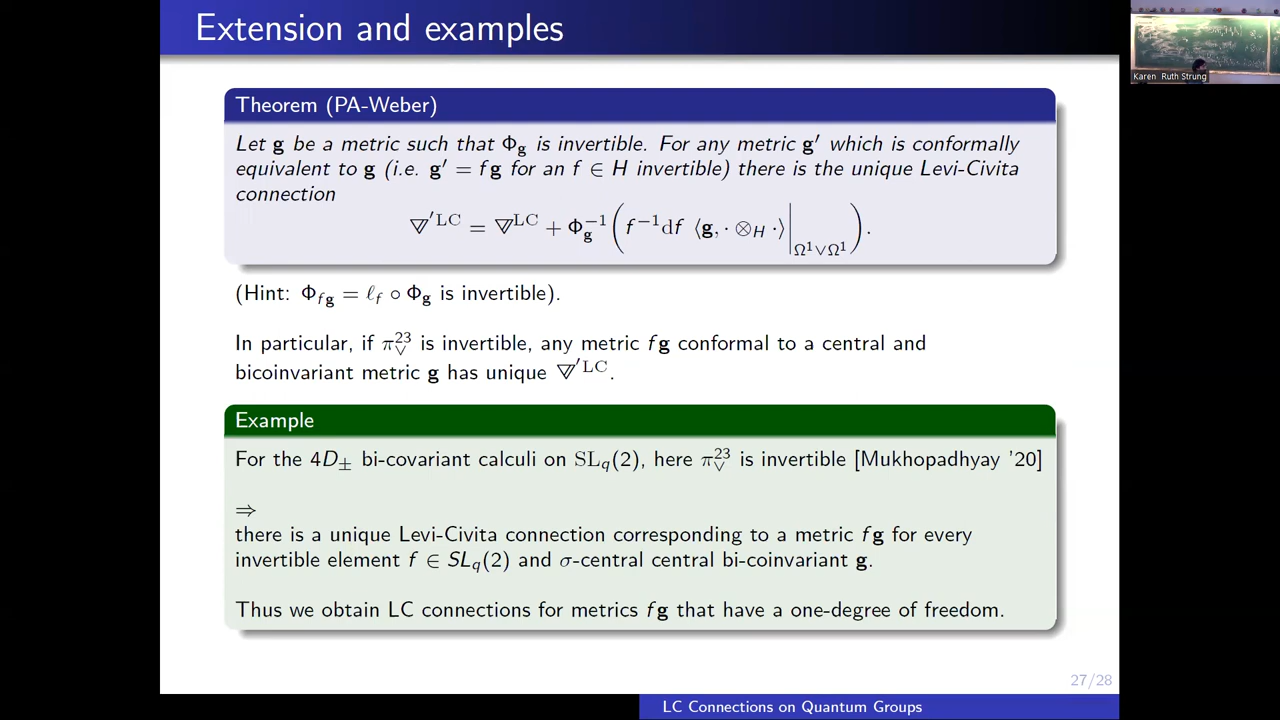 Extension and examples
Karen Ruth Strung
Theorem (PA-Weber)
Let g be a metric such that Φ_g is invertible. For any metric g′ which is conformally
equivalent to g (i.e. g′ = f g for an f ∈ H invertible) there is the unique Levi-Civita
connection
∇′^LC = ∇^LC + Φ_g^{-1}( f^{-1}df ⟨g, · ⊗_H ·⟩|_{Ω^1∨Ω^1} ).
(Hint: Φ_{fg} = ℓ_f ∘ Φ_g is invertible).
In particular, if π_∨^{23} is invertible, any metric f g conformal to a central and
bicoinvariant metric g has unique ∇′^LC.
Example
For the 4D_± bi-covariant calculi on SL_q(2), here π_∨^{23} is invertible [Mukhopadhyay '20]
⇒
there is a unique Levi-Civita connection corresponding to a metric f g for every
invertible element f ∈ SL_q(2) and σ-central central bi-coinvariant g.
Thus we obtain LC connections for metrics f g that have a one-degree of freedom.
27/28
LC Connections on Quantum Groups